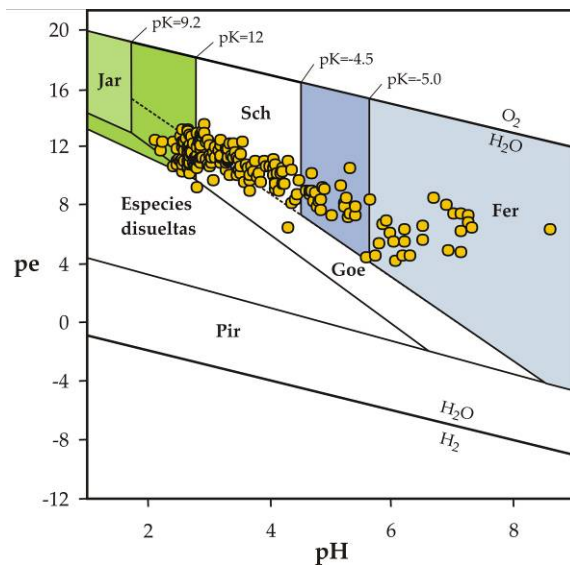 pK=9.2
pK=12
pK=-4.5
pK=-5.0
20
16
12
8
4
0
-4
-8
-12
pe
Jar
Sch
O2
H2O
Especies
disueltas
Fer
Goe
Pir
H2O
H2
2
4
6
8
pH